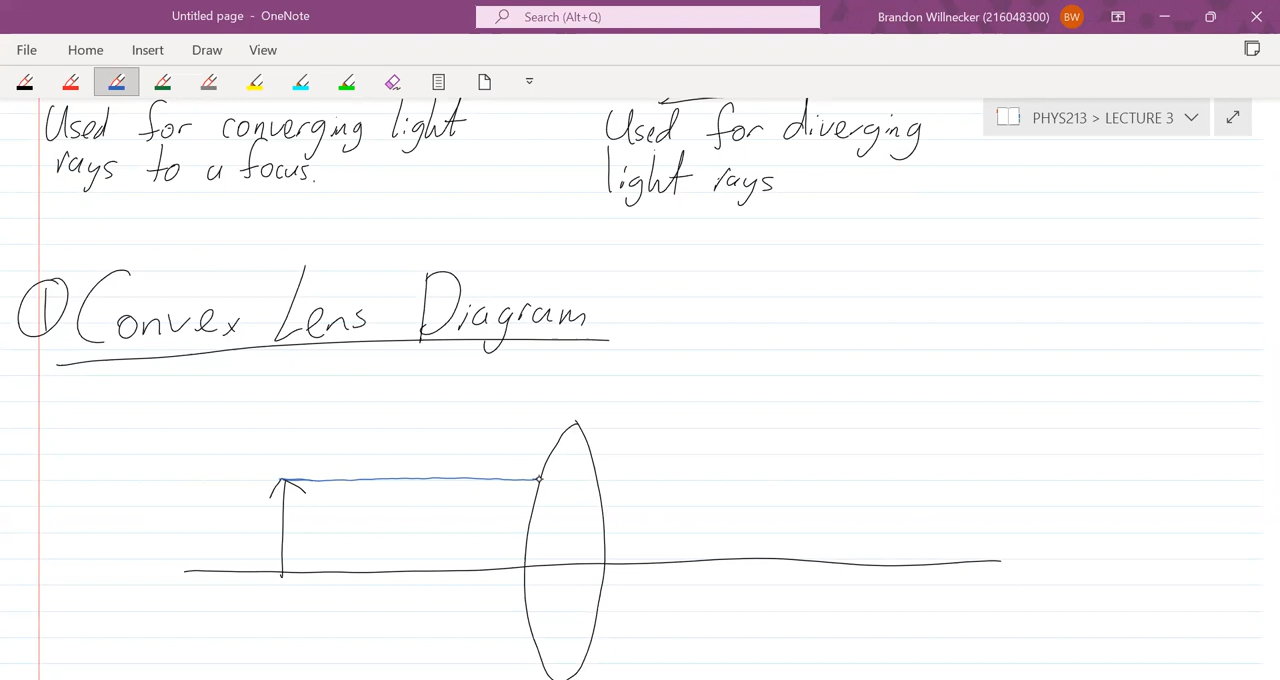 Untitled page - OneNote
Search (Alt+Q)
Brandon Willnecker (216048300)
BW
File Home Insert Draw View
PHYS213 > LECTURE 3
Used for converging light
rays to a focus.
Used for diverging
light rays
① Convex Lens Diagram